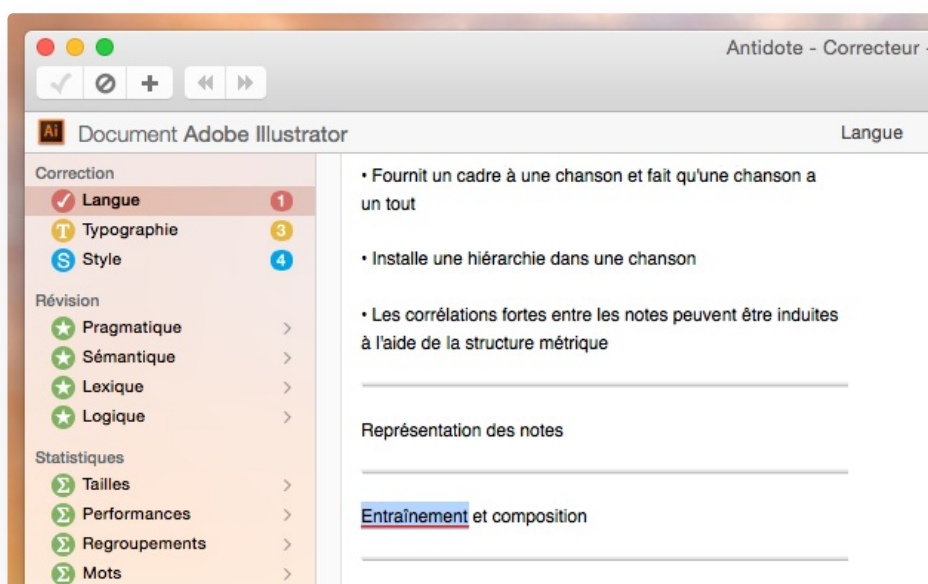 Antidote - Correcteur -
Ai Document Adobe Illustrator
Langue
Correction
Langue 1
T Typographie 3
S Style 4
Révision
Pragmatique
Sémantique
Lexique
Logique
Statistiques
Σ Tailles
Σ Performances
Σ Regroupements
Σ Mots
• Fournit un cadre à une chanson et fait qu'une chanson a
un tout
• Installe une hiérarchie dans une chanson
• Les corrélations fortes entre les notes peuvent être induites
à l'aide de la structure métrique
Représentation des notes
Entraînement et composition